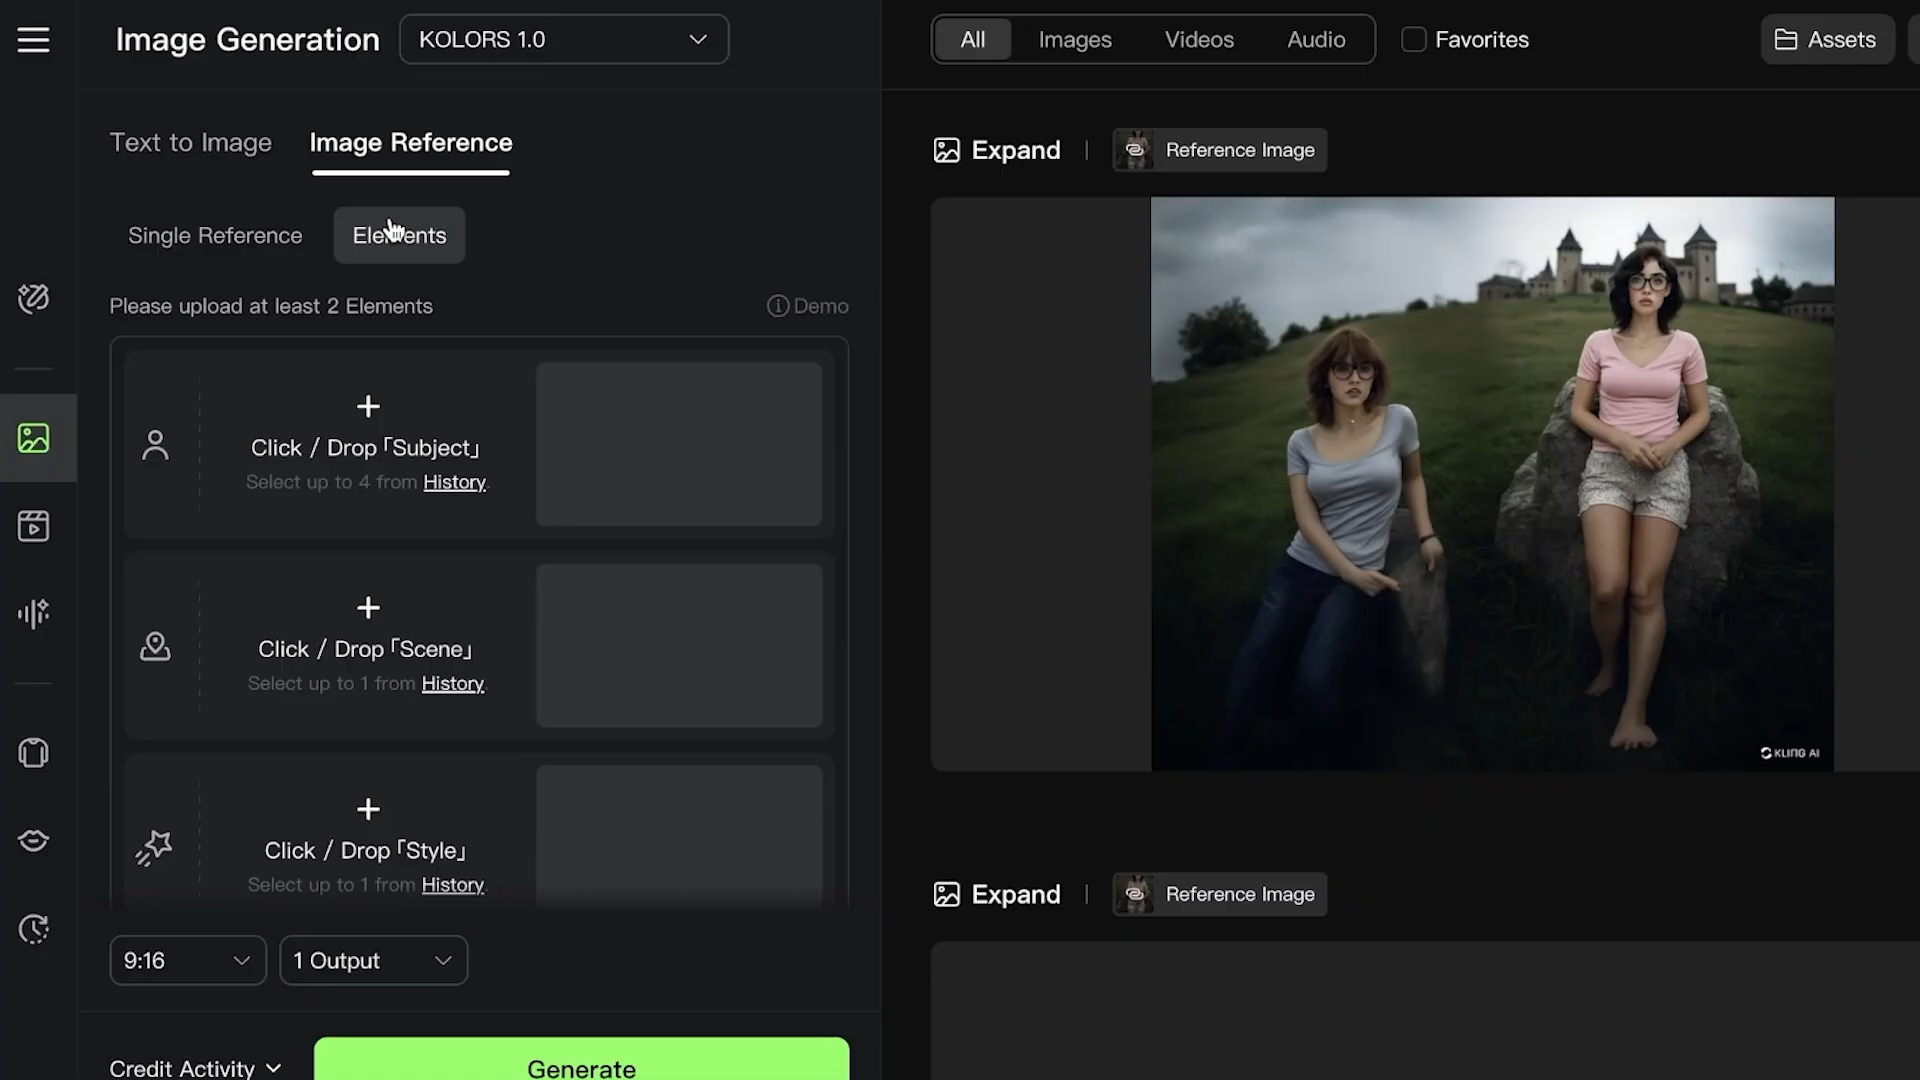 Image Generation
KOLORS 1.0
All
Images
Videos
Audio
Favorites
Assets
Text to Image
Image Reference
Expand
Reference Image
Single Reference
Elements
Please upload at least 2 Elements
Demo
Click / Drop「Subject」
Select up to 4 from History.
Click / Drop「Scene」
Select up to 1 from History.
KLING AI
Click / Drop「Style」
Select up to 1 from History.
Expand
Reference Image
9:16
1 Output
Credit Activity
Generate